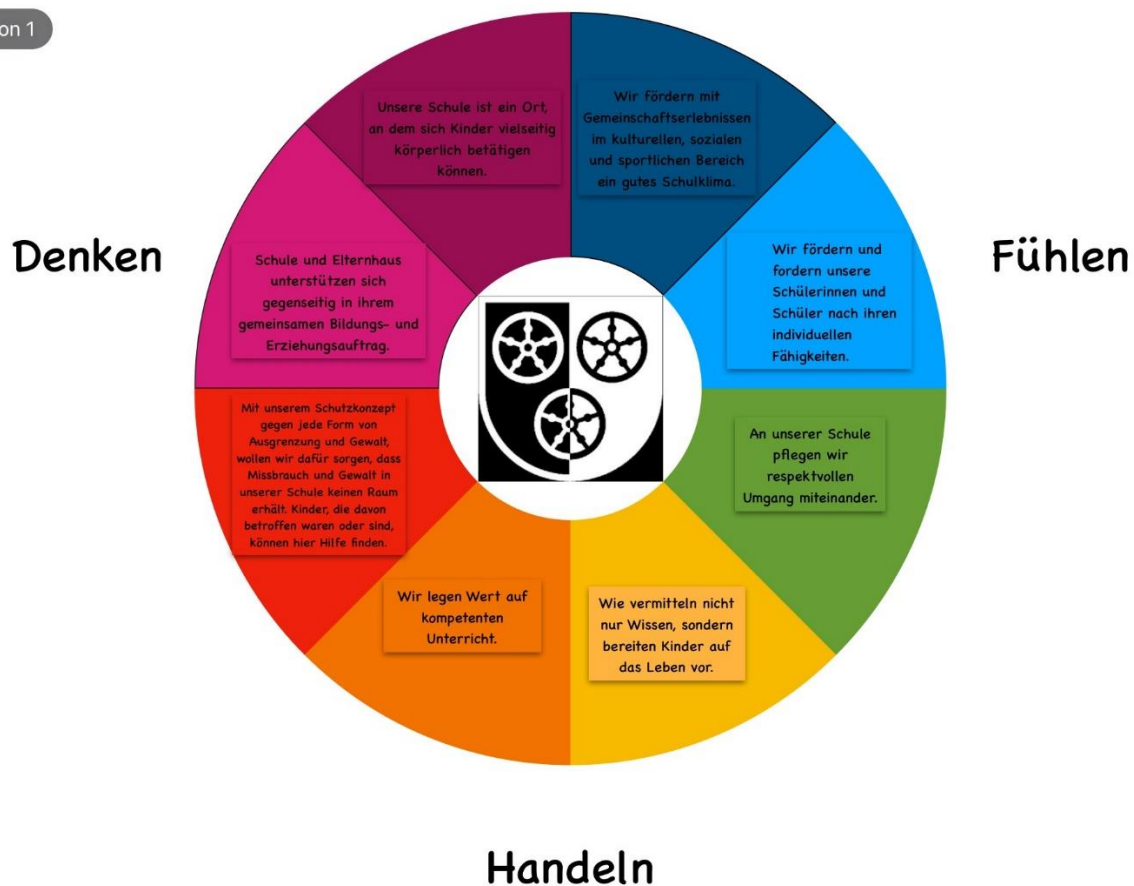 on 1
Unsere Schule ist ein Ort,
an dem sich Kinder vielseitig
körperlich betätigen
können.
Wir fördern mit
Gemeinschaftserlebnissen
im kulturellen, sozialen
und sportlichen Bereich
ein gutes Schulklima.
Denken
Fühlen
Schule und Elternhaus
unterstützen sich
gegenseitig in ihrem
gemeinsamen Bildungs- und
Erziehungsauftrag.
Wir fördern und
fordern unsere
Schülerinnen und
Schüler nach ihren
individuellen
Fähigkeiten.
Mit unserem Schutzkonzept
gegen jede Form von
Ausgrenzung und Gewalt,
wollen wir dafür sorgen, dass
Missbrauch und Gewalt in
unserer Schule keinen Raum
erhält. Kinder, die davon
betroffen waren oder sind,
können hier Hilfe finden.
An unserer Schule
pflegen wir
respektvollen
Umgang miteinander.
Wir legen Wert auf
kompetenten
Unterricht.
Wie vermitteln nicht
nur Wissen, sondern
bereiten Kinder auf
das Leben vor.
Handeln